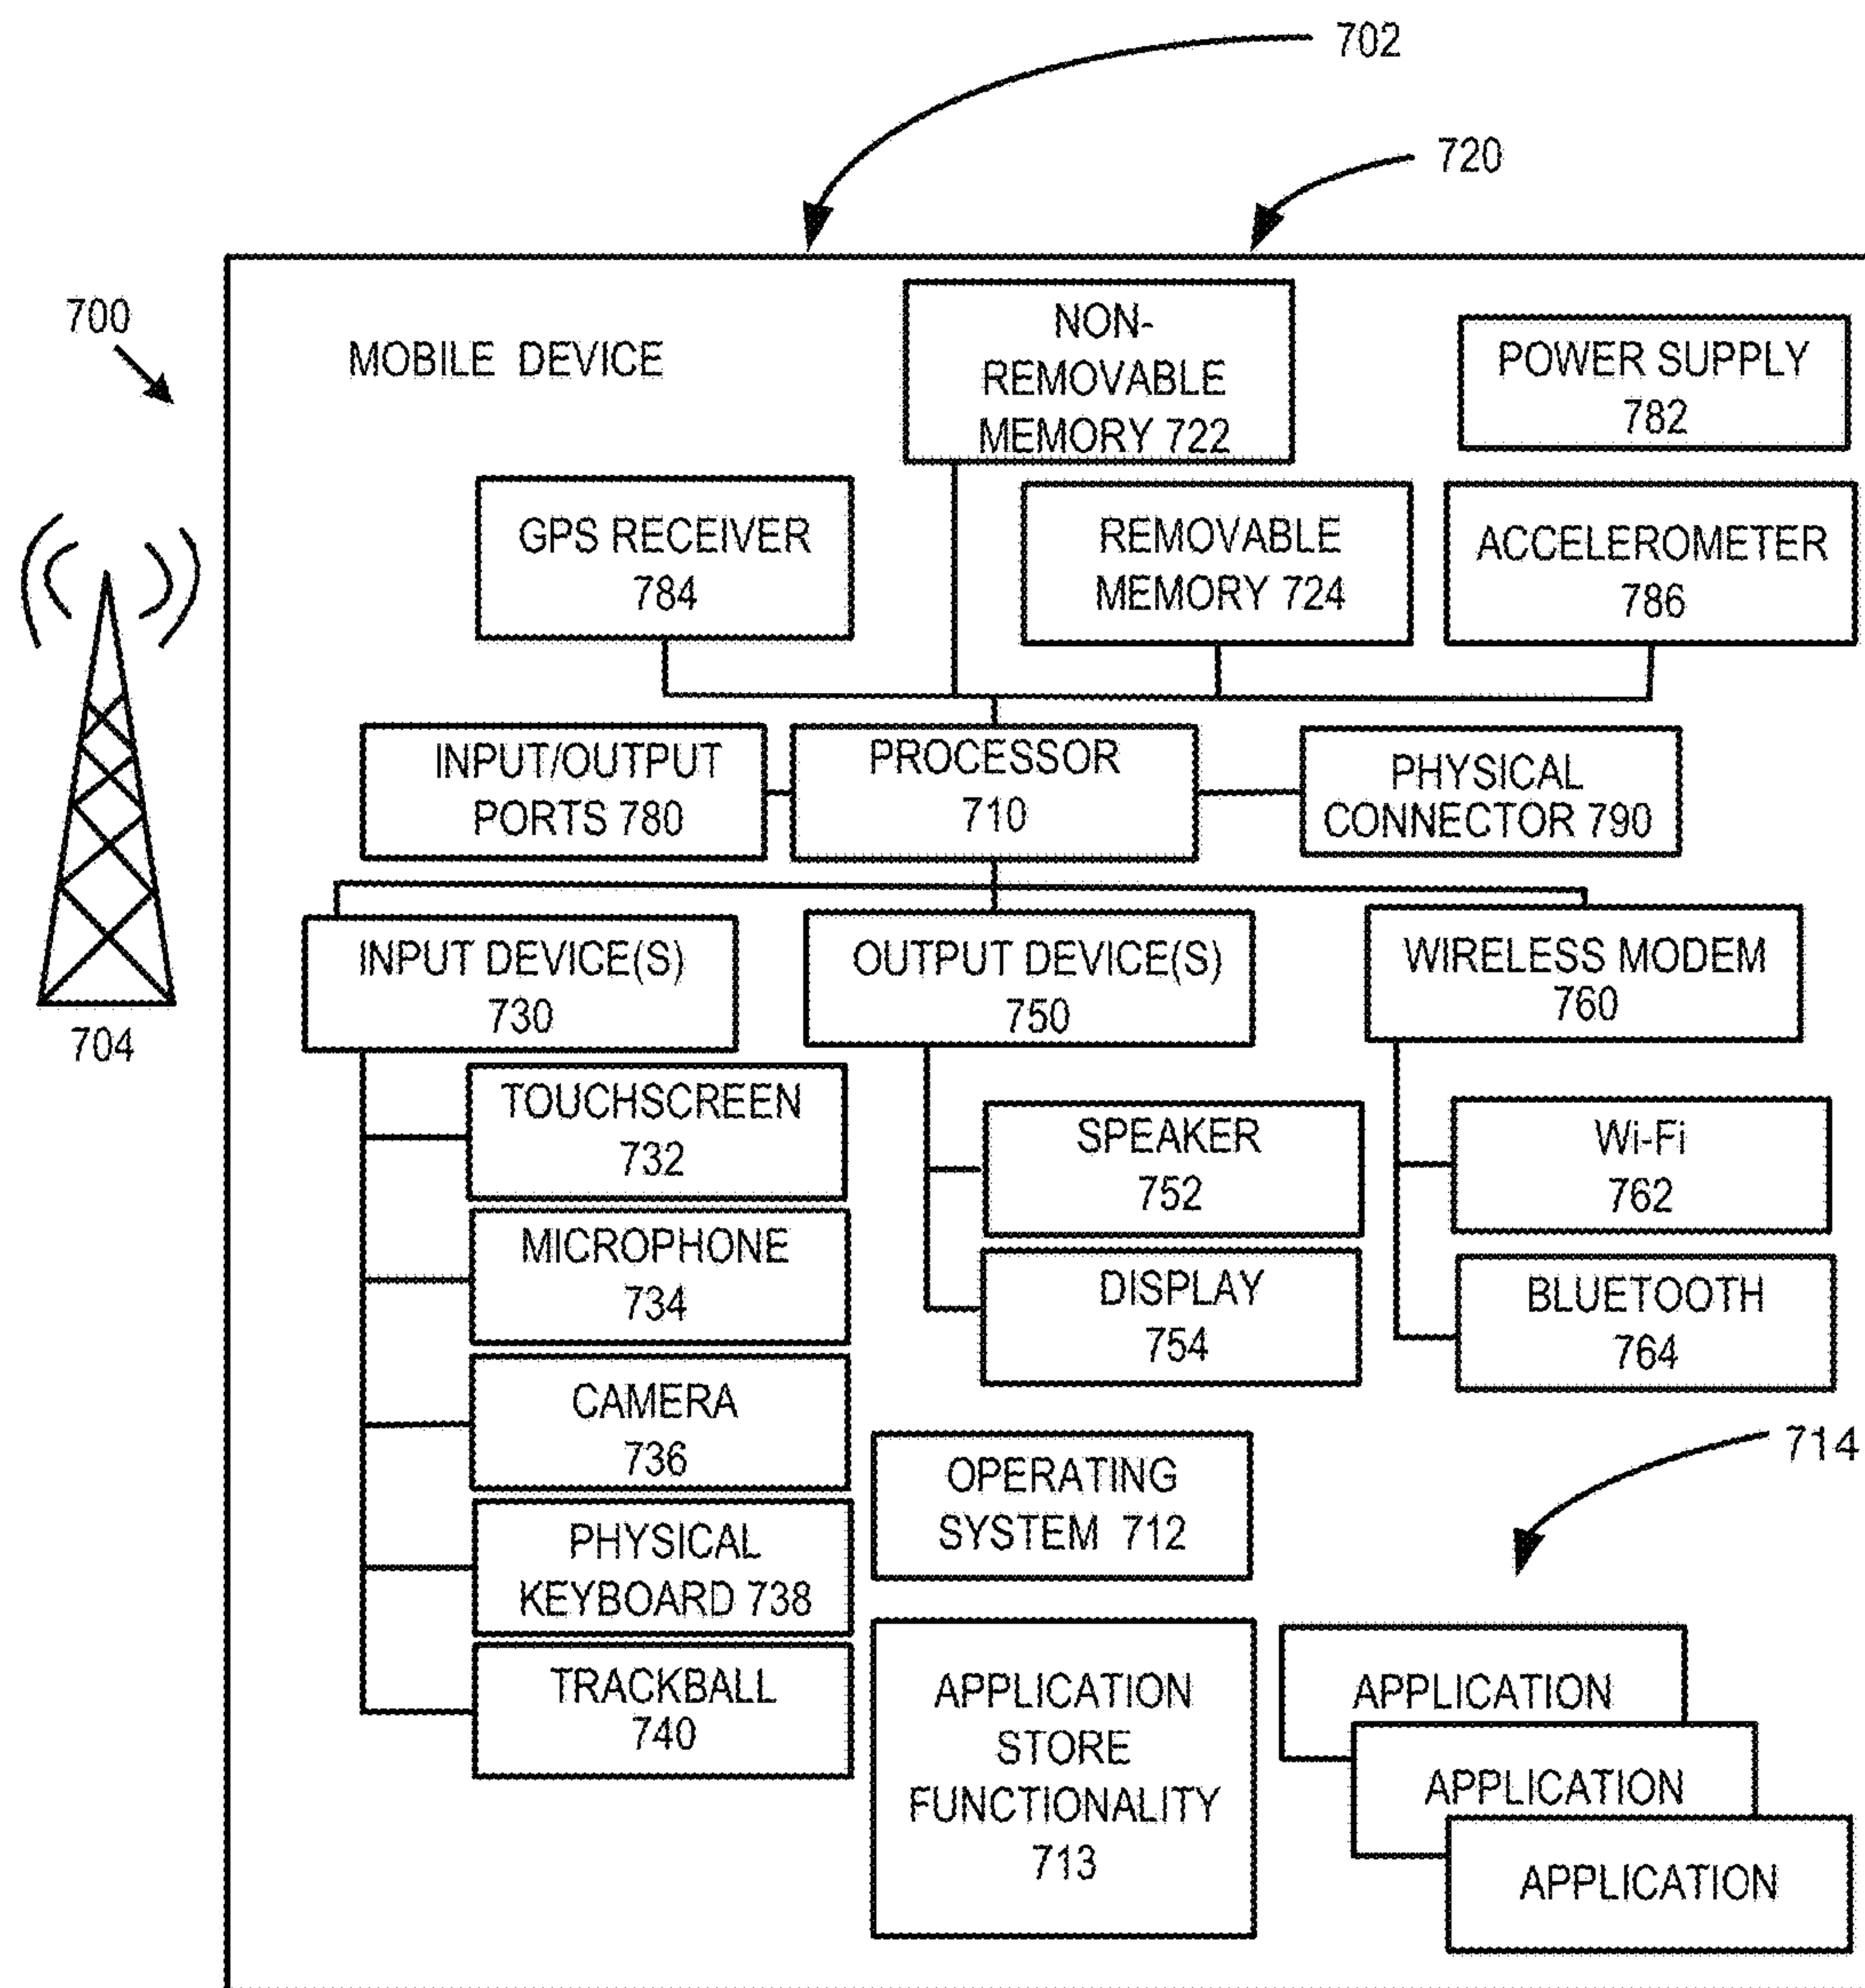 702
720
700
MOBILE DEVICE
NON-
REMOVABLE
MEMORY 722
POWER SUPPLY
782
GPS RECEIVER
784
REMOVABLE
MEMORY 724
ACCELEROMETER
786
INPUT/OUTPUT
PORTS 780
PROCESSOR
710
PHYSICAL
CONNECTOR 790
704
INPUT DEVICE(S)
730
OUTPUT DEVICE(S)
750
WIRELESS MODEM
760
TOUCHSCREEN
732
MICROPHONE
734
CAMERA
736
PHYSICAL
KEYBOARD 738
TRACKBALL
740
SPEAKER
752
DISPLAY
754
Wi-Fi
762
BLUETOOTH
764
OPERATING
SYSTEM 712
APPLICATION
STORE
FUNCTIONALITY
713
714
APPLICATION
APPLICATION
APPLICATION